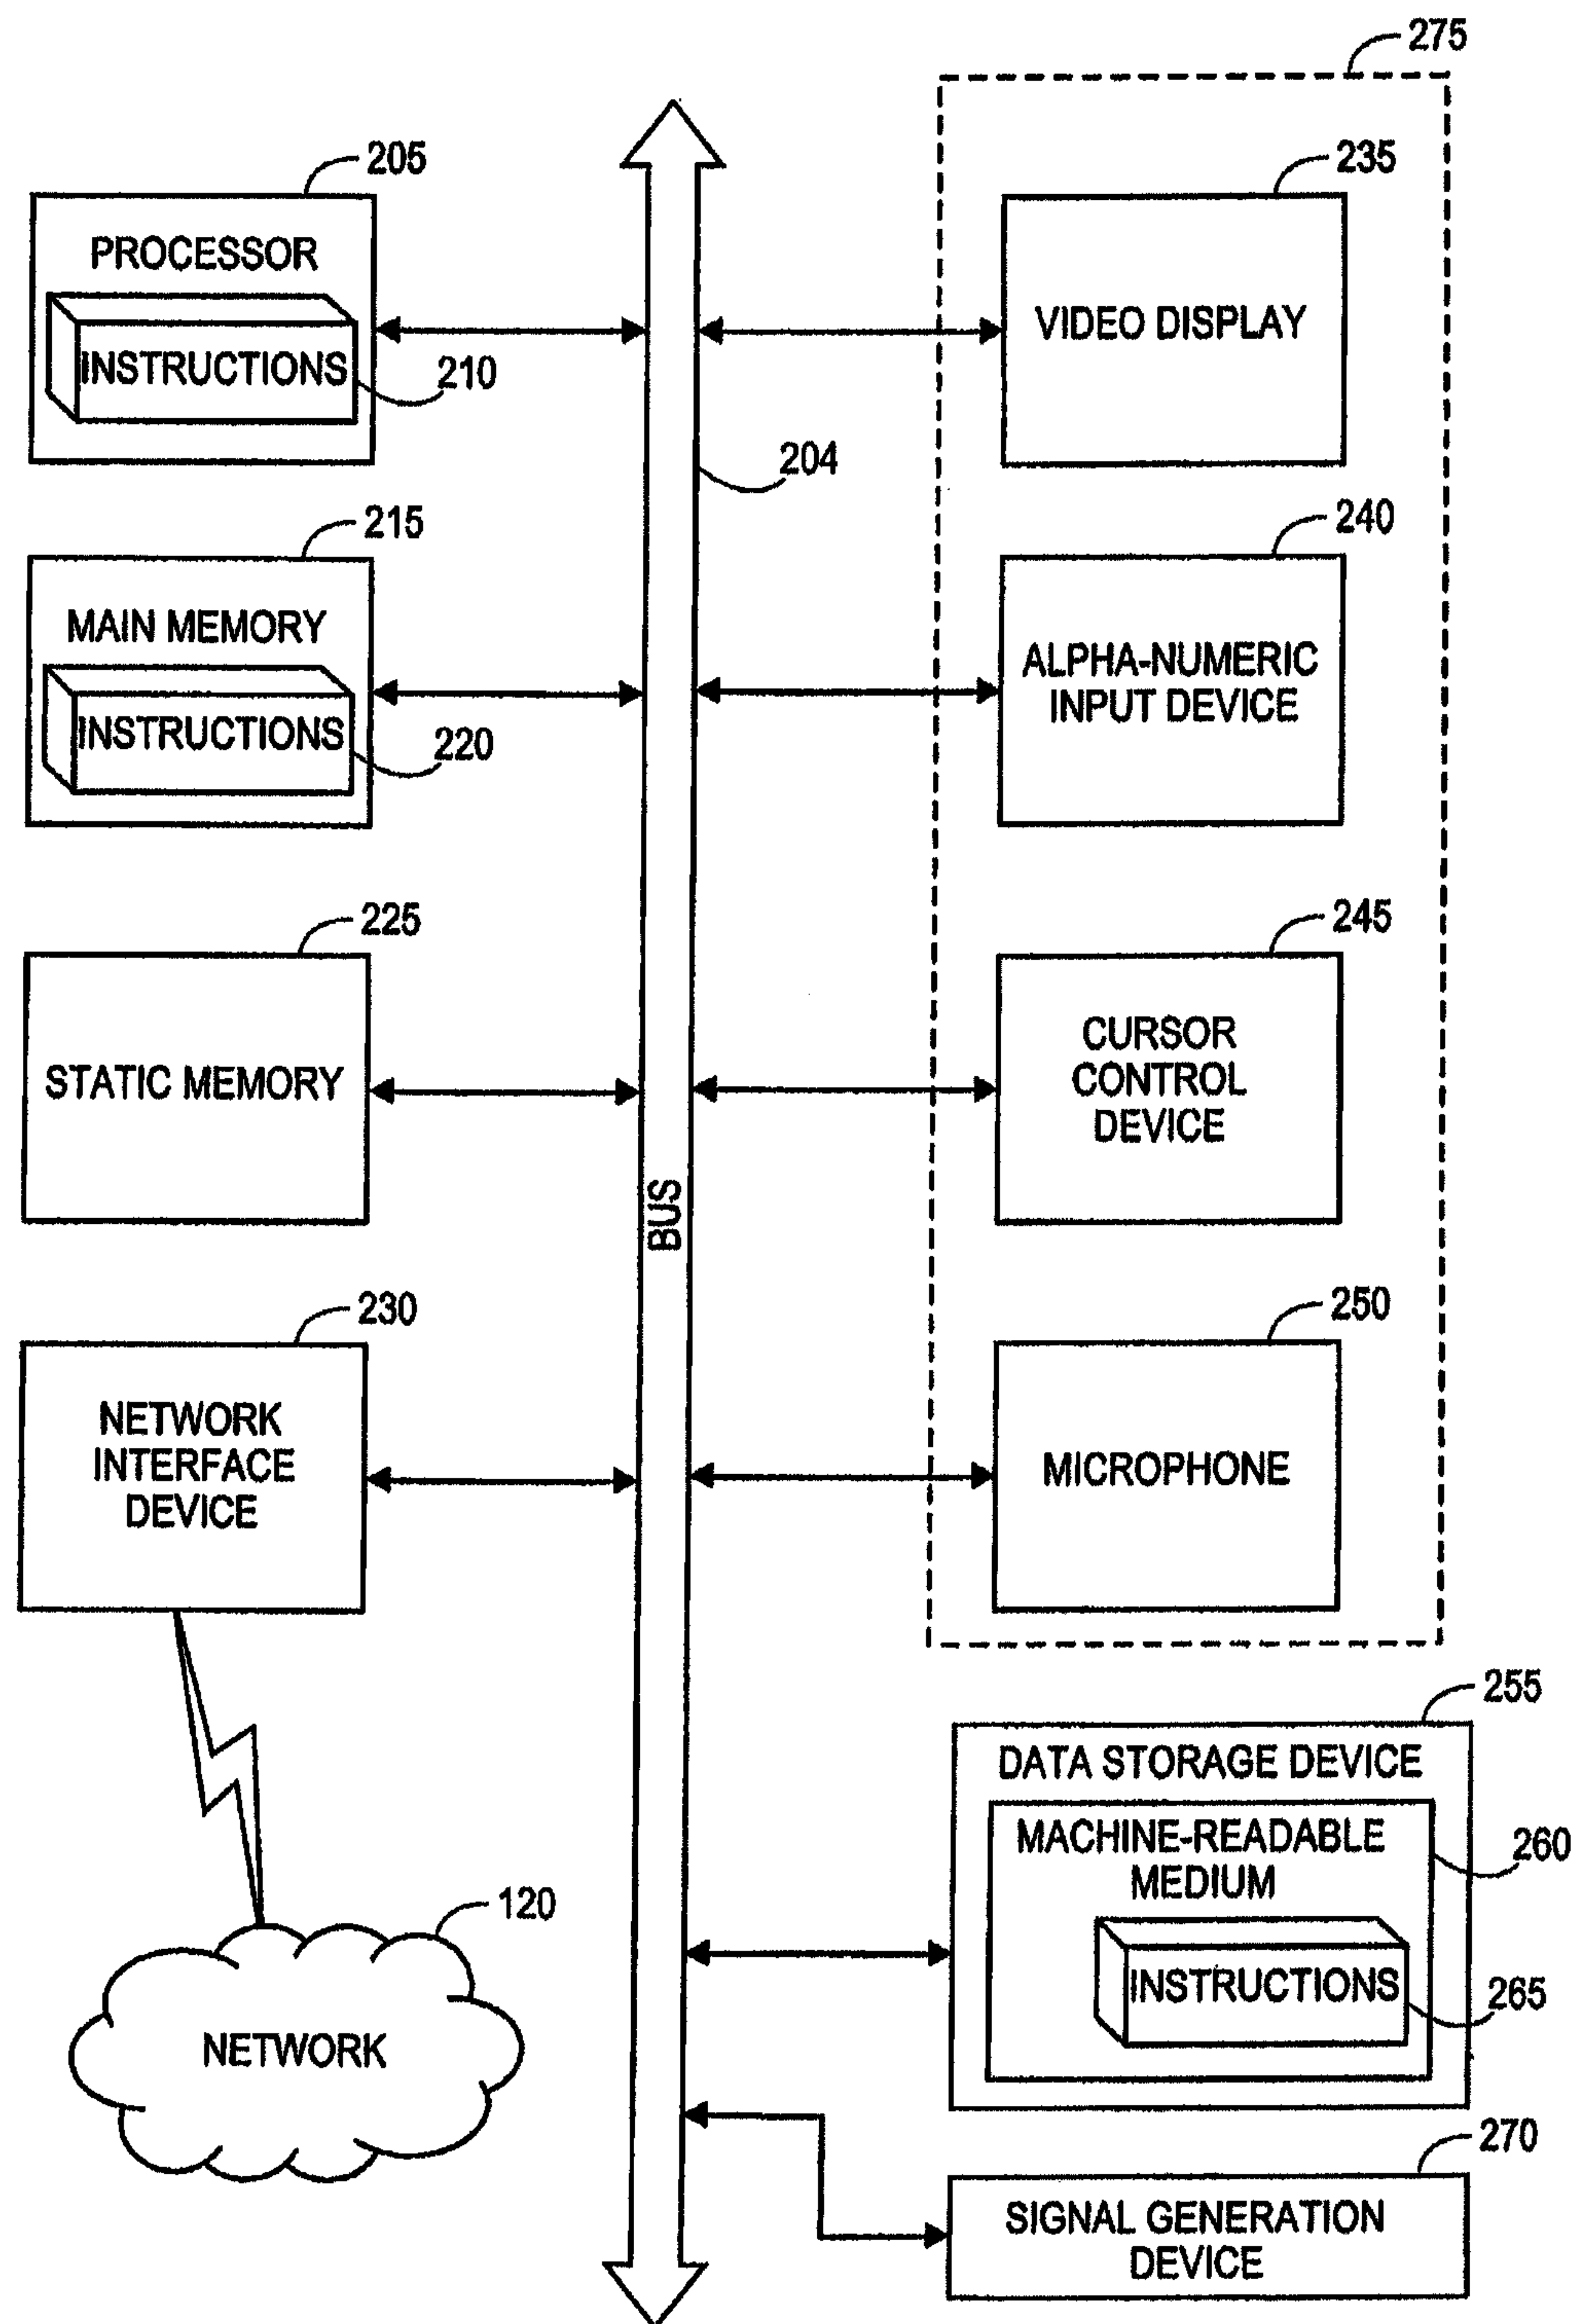 275
205
PROCESSOR
INSTRUCTIONS
210
235
VIDEO DISPLAY
204
215
MAIN MEMORY
INSTRUCTIONS
220
240
ALPHA-NUMERIC
INPUT DEVICE
225
STATIC MEMORY
245
CURSOR
CONTROL
DEVICE
BUS
230
NETWORK
INTERFACE
DEVICE
250
MICROPHONE
255
DATA STORAGE DEVICE
MACHINE-READABLE
MEDIUM
260
INSTRUCTIONS
265
120
NETWORK
270
SIGNAL GENERATION
DEVICE